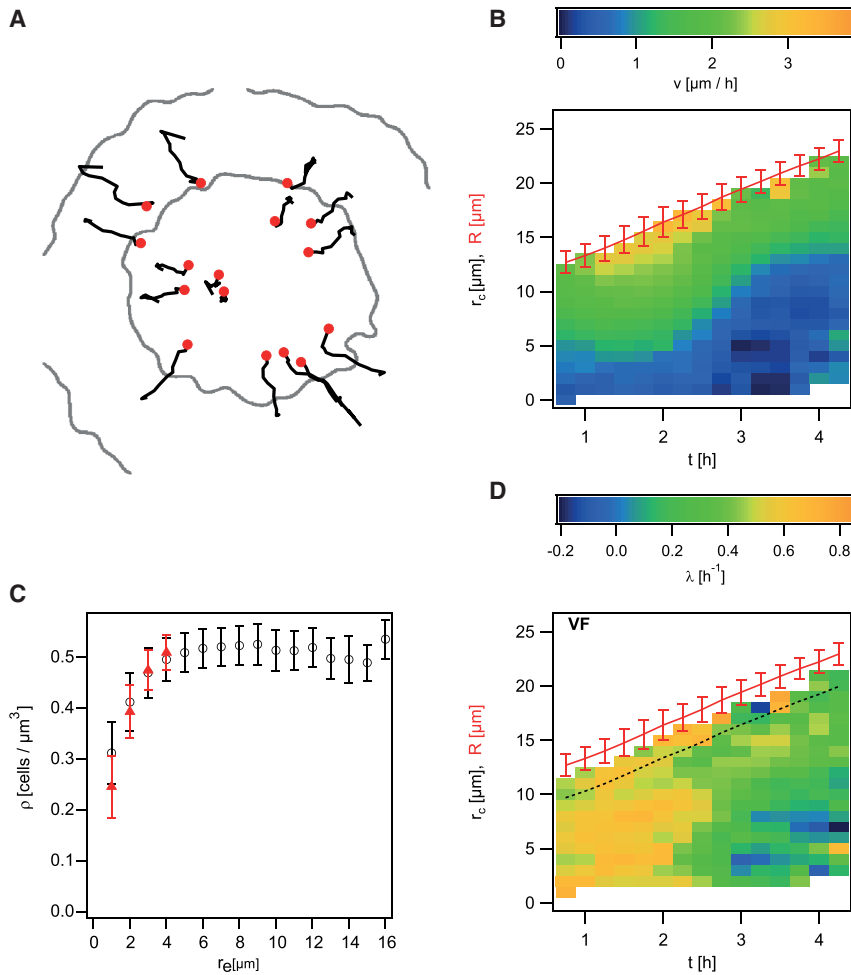 A
B
0 1 2 3
v [µm / h]
25
20
15
10
5
0
r_c [µm], R [µm]
1 2 3 4
t [h]
D
-0.2 0.0 0.2 0.4 0.6 0.8
λ [h⁻¹]
C
0.5
0.4
0.3
0.2
0.1
0.0
ρ [cells / µm³]
0 2 4 6 8 10 12 14 16
r_e [µm]
VF
25
20
15
10
5
0
r_c [µm], R [µm]
1 2 3 4
t [h]